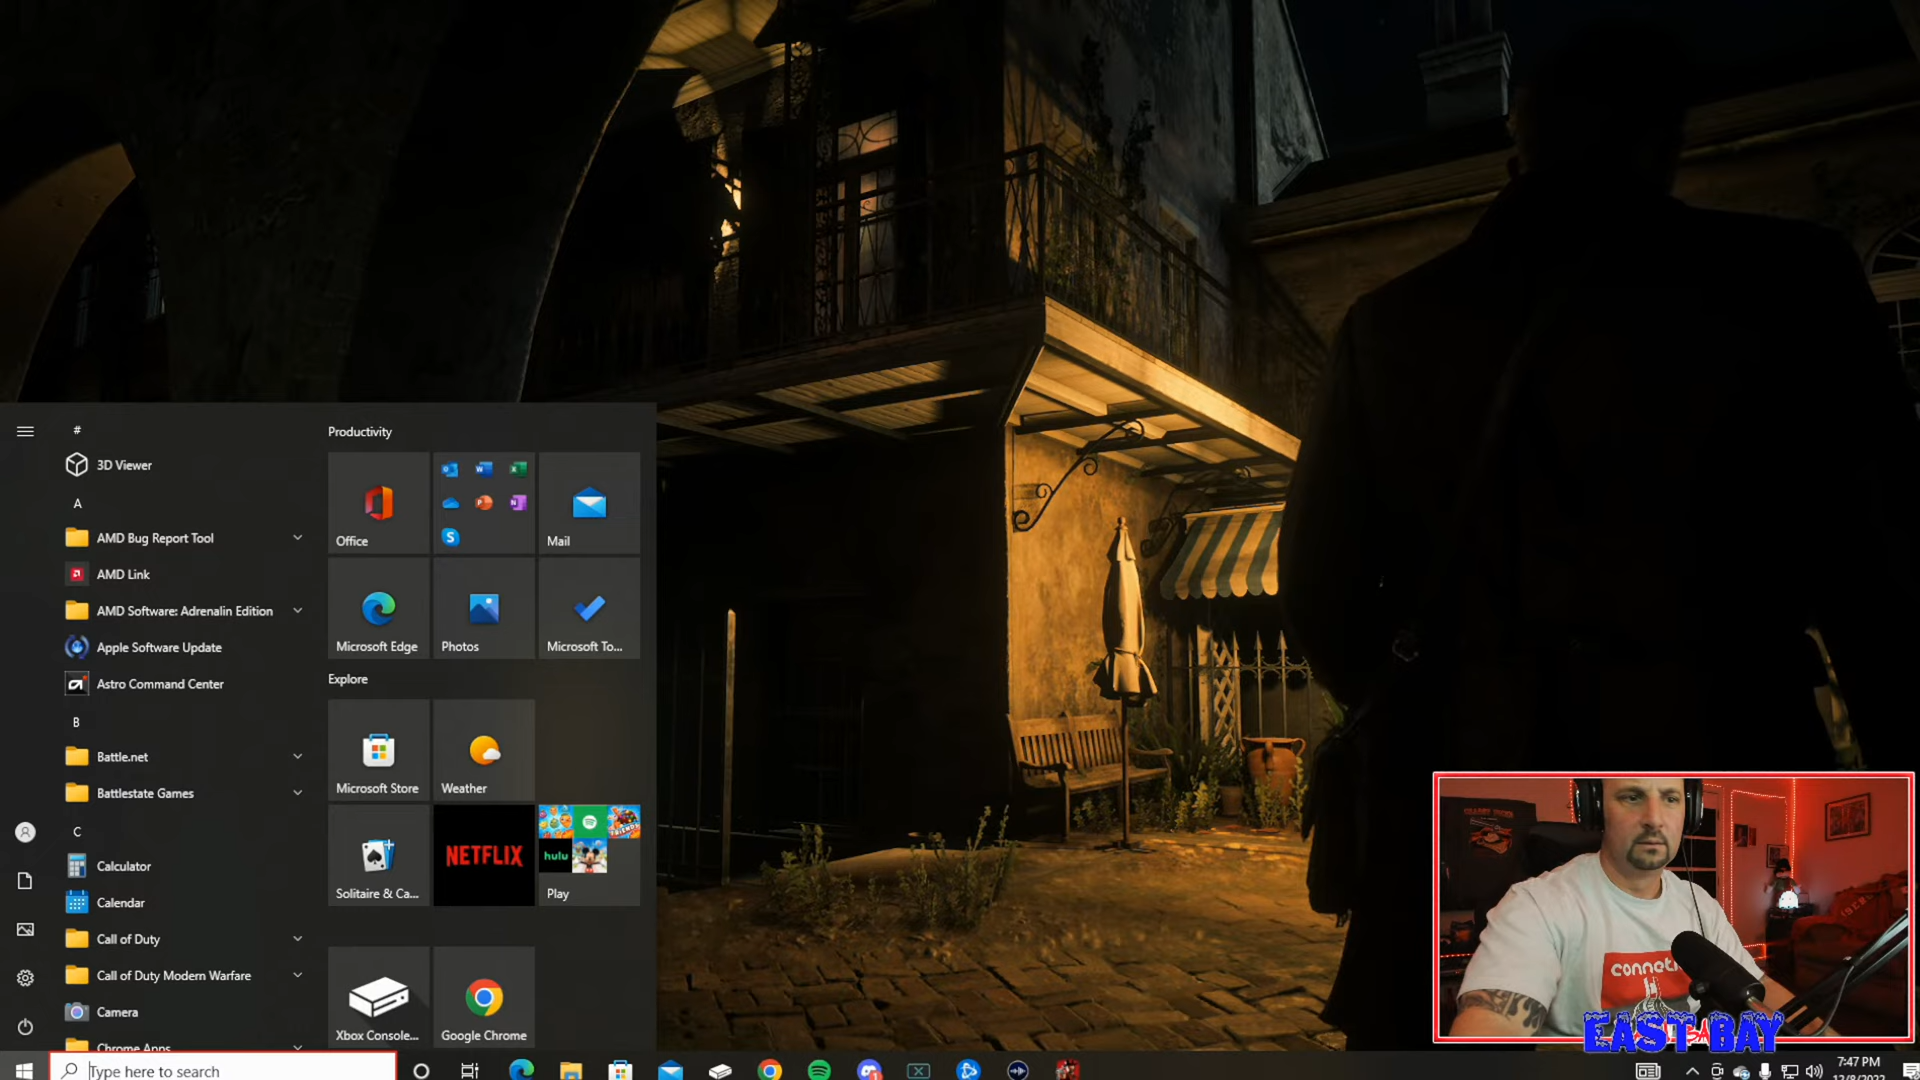 #
3D Viewer
A
AMD Bug Report Tool
AMD Link
AMD Software: Adrenalin Edition
Apple Software Update
Astro Command Center
B
Battle.net
Battlestate Games
C
Calculator
Calendar
Call of Duty
Call of Duty Modern Warfare
Camera
Chrome Apps
Productivity
Office
Mail
Microsoft Edge
Photos
Microsoft To...
Explore
Microsoft Store
Weather
Solitaire & Ca...
NETFLIX
hulu
Play
Xbox Console...
Google Chrome
Type here to search
EAST BAY
7:47 PM
12/8/2022